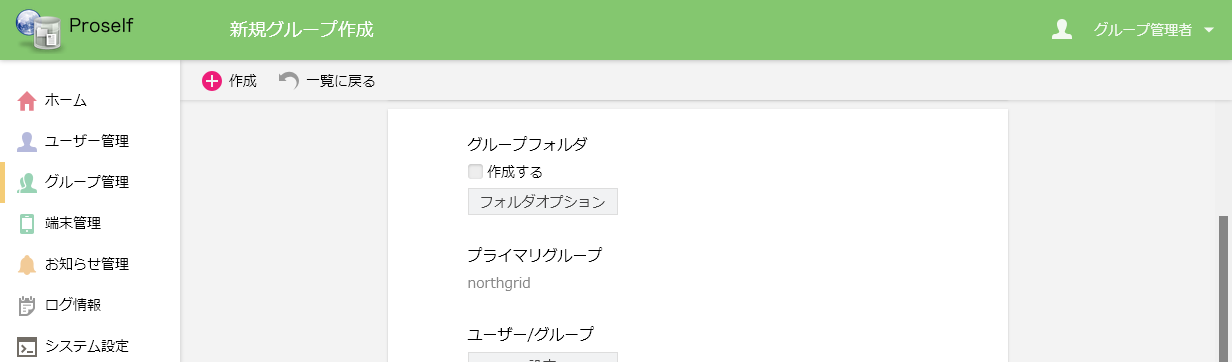 Proself
新規グループ作成
グループ管理者
作成
一覧に戻る
ホーム
ユーザー管理
グループ管理
端末管理
お知らせ管理
ログ情報
システム設定
グループフォルダ
作成する
フォルダオプション
プライマリグループ
northgrid
ユーザー/グループ